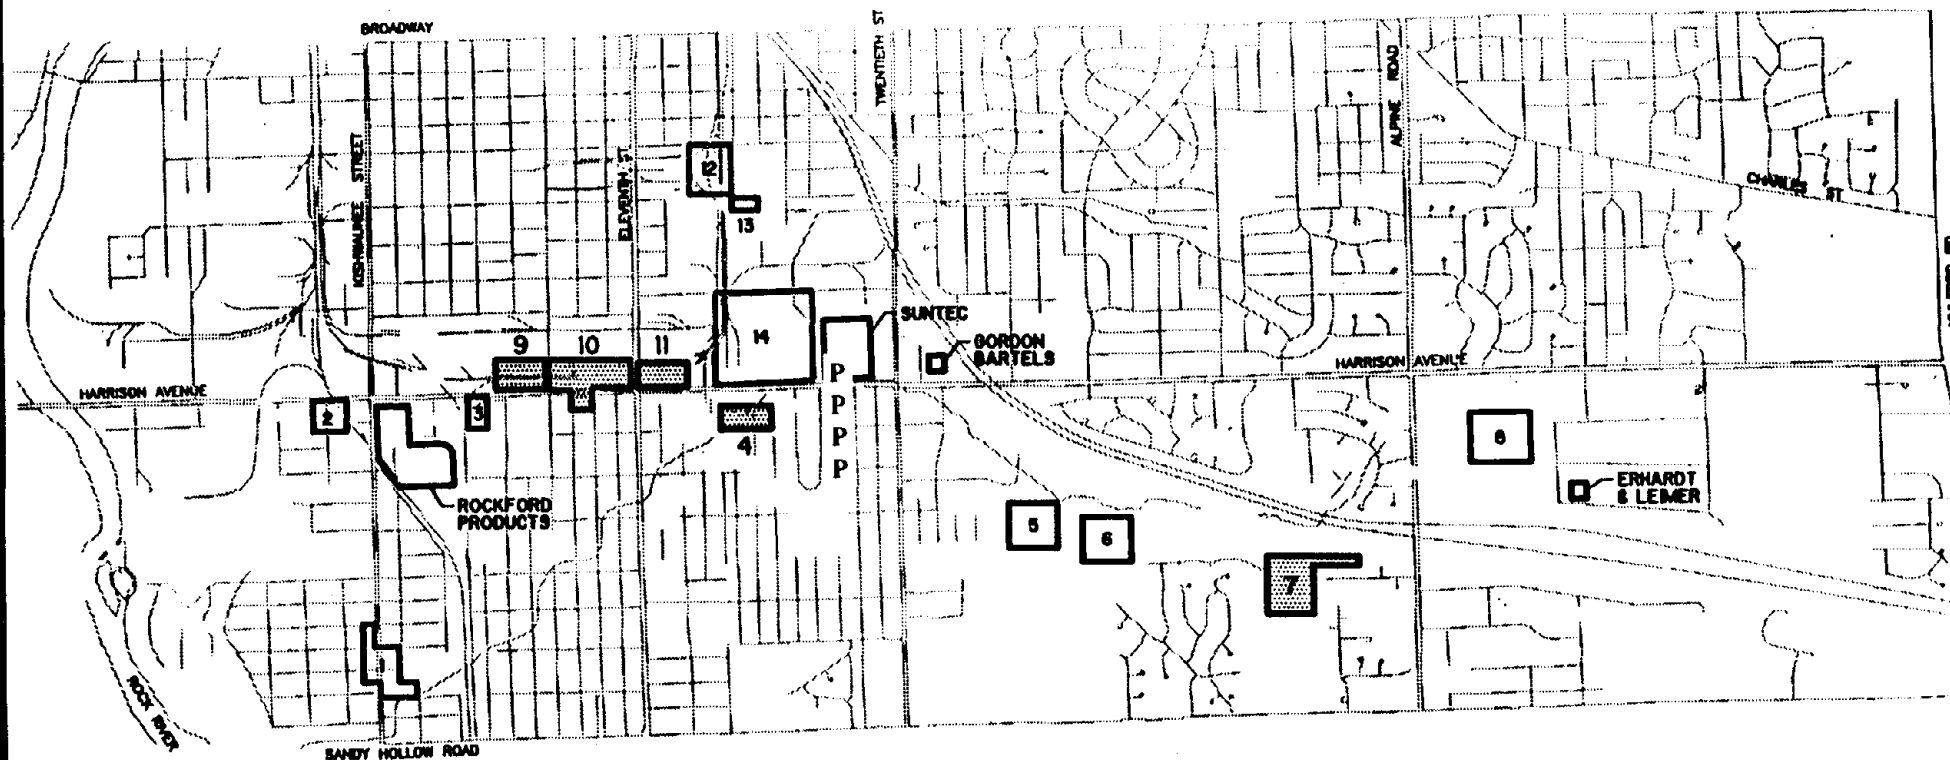 BROADWAY
TWENTIETH ST
ALPINE ROAD
KISHWAUKEE STREET
ELEVENTH ST.
12
13
CHARLES ST
14
SUNTEC
GORDON
BARTELS
9
10
11
HARRISON AVENUE
HARRISON AVENUE
P
P
P
P
2
3
4
8
ROCKFORD
PRODUCTS
ERHARDT
& LEIMER
5
6
7
1
ROCK RIVER
SANDY HOLLOW ROAD